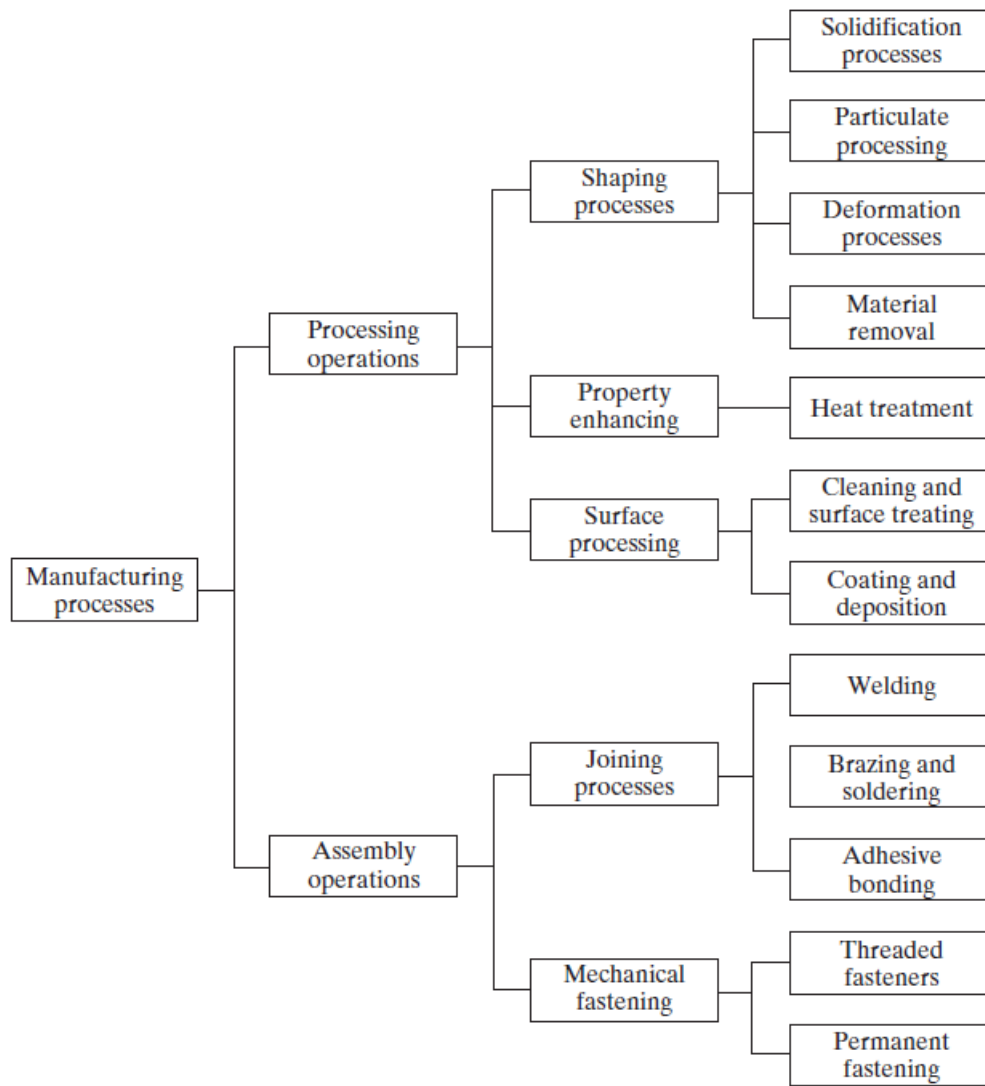 Solidification
processes
Particulate
processing
Shaping
processes
Deformation
processes
Material
removal
Processing
operations
Property
enhancing
Heat treatment
Cleaning and
surface treating
Surface
processing
Coating and
deposition
Manufacturing
processes
Welding
Joining
processes
Brazing and
soldering
Assembly
operations
Adhesive
bonding
Threaded
fasteners
Mechanical
fastening
Permanent
fastening